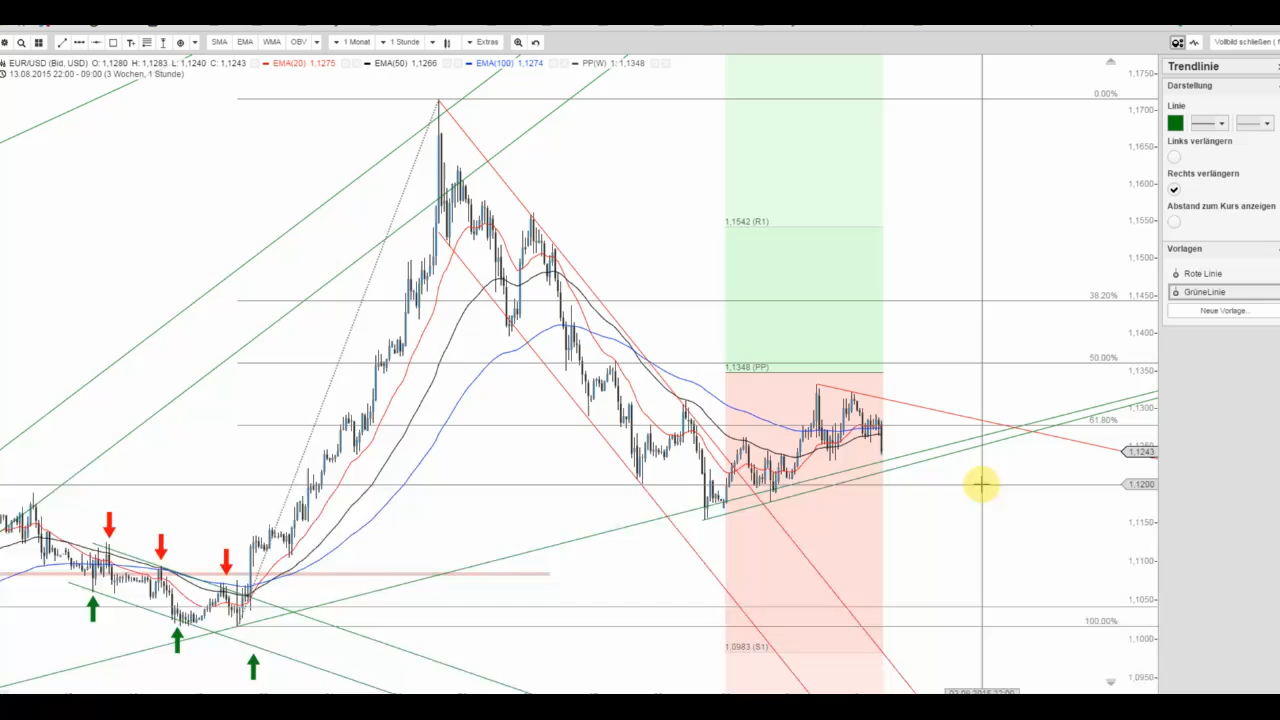 SMA EMA WMA OBV 1 Monat 1 Stunde Extras Vollbild schließen ( f
EUR/USD (Bid, USD) O: 1,1280 H: 1,1283 L: 1,1240 C: 1,1243 EMA(20) 1,1275 EMA(50) 1,1266 EMA(100) 1,1274 PP(W) 1: 1,1348
13.08.2015 22:00 - 09:00 (3 Wochen, 1 Stunde)
Trendlinie
Darstellung
Linie
Links verlängern
Rechts verlängern
Abstand zum Kurs anzeigen
Vorlagen
Rote Linie
GrüneLinie
Neue Vorlage...
1,1750
0.00%
1,1700
1,1650
1,1600
1,1542 (R1)
1,1550
1,1500
38.20%
1,1450
1,1400
50.00%
1,1348 (PP)
1,1350
1,1300
61.80%
1,1243
1,1200
1,1150
1,1100
1,1050
100.00%
1,1000
1,0983 (S1)
1,0950